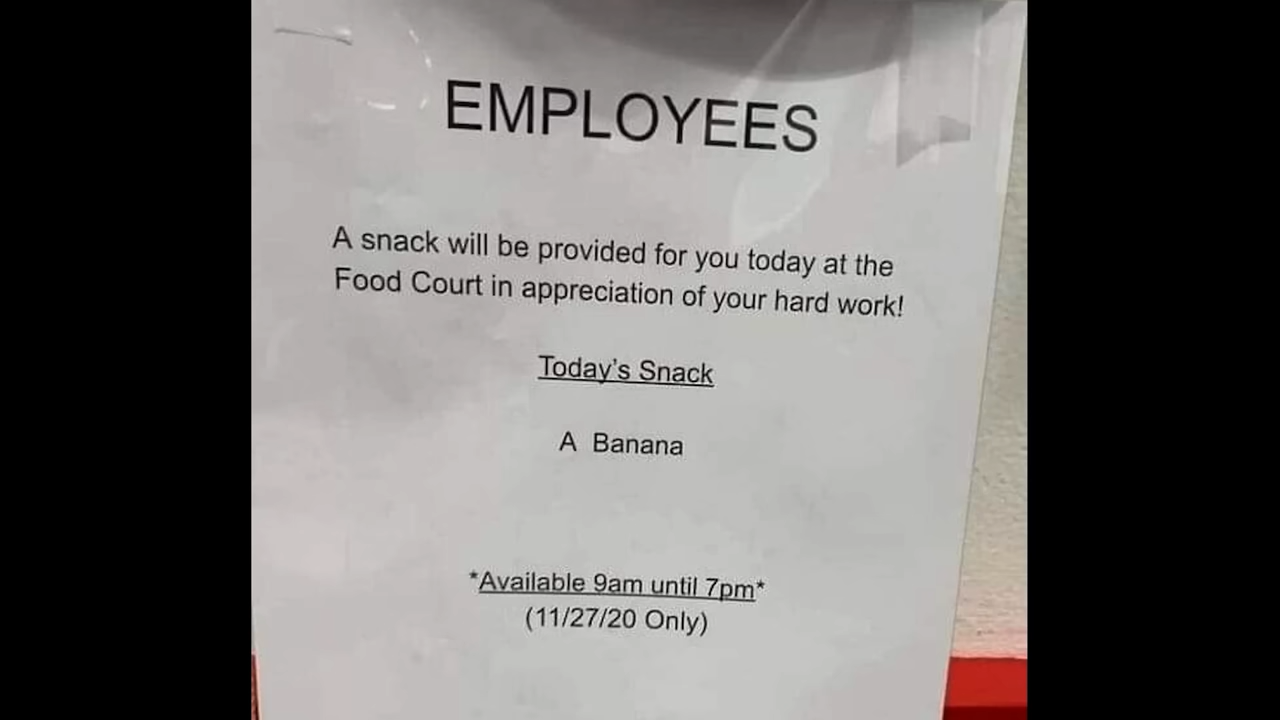 EMPLOYEES
A snack will be provided for you today at the
Food Court in appreciation of your hard work!
Today's Snack
A Banana
*Available 9am until 7pm*
(11/27/20 Only)